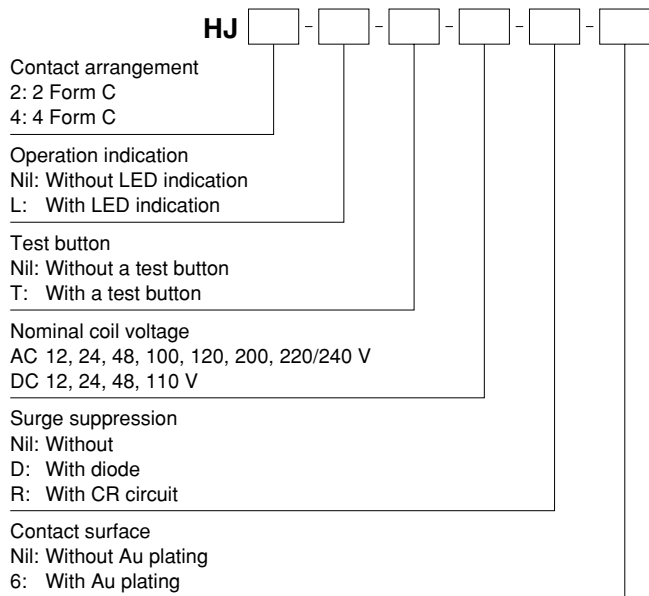 HJ - - - - -
Contact arrangement
2: 2 Form C
4: 4 Form C
Operation indication
Nil: Without LED indication
L: With LED indication
Test button
Nil: Without a test button
T: With a test button
Nominal coil voltage
AC 12, 24, 48, 100, 120, 200, 220/240 V
DC 12, 24, 48, 110 V
Surge suppression
Nil: Without
D: With diode
R: With CR circuit
Contact surface
Nil: Without Au plating
6: With Au plating